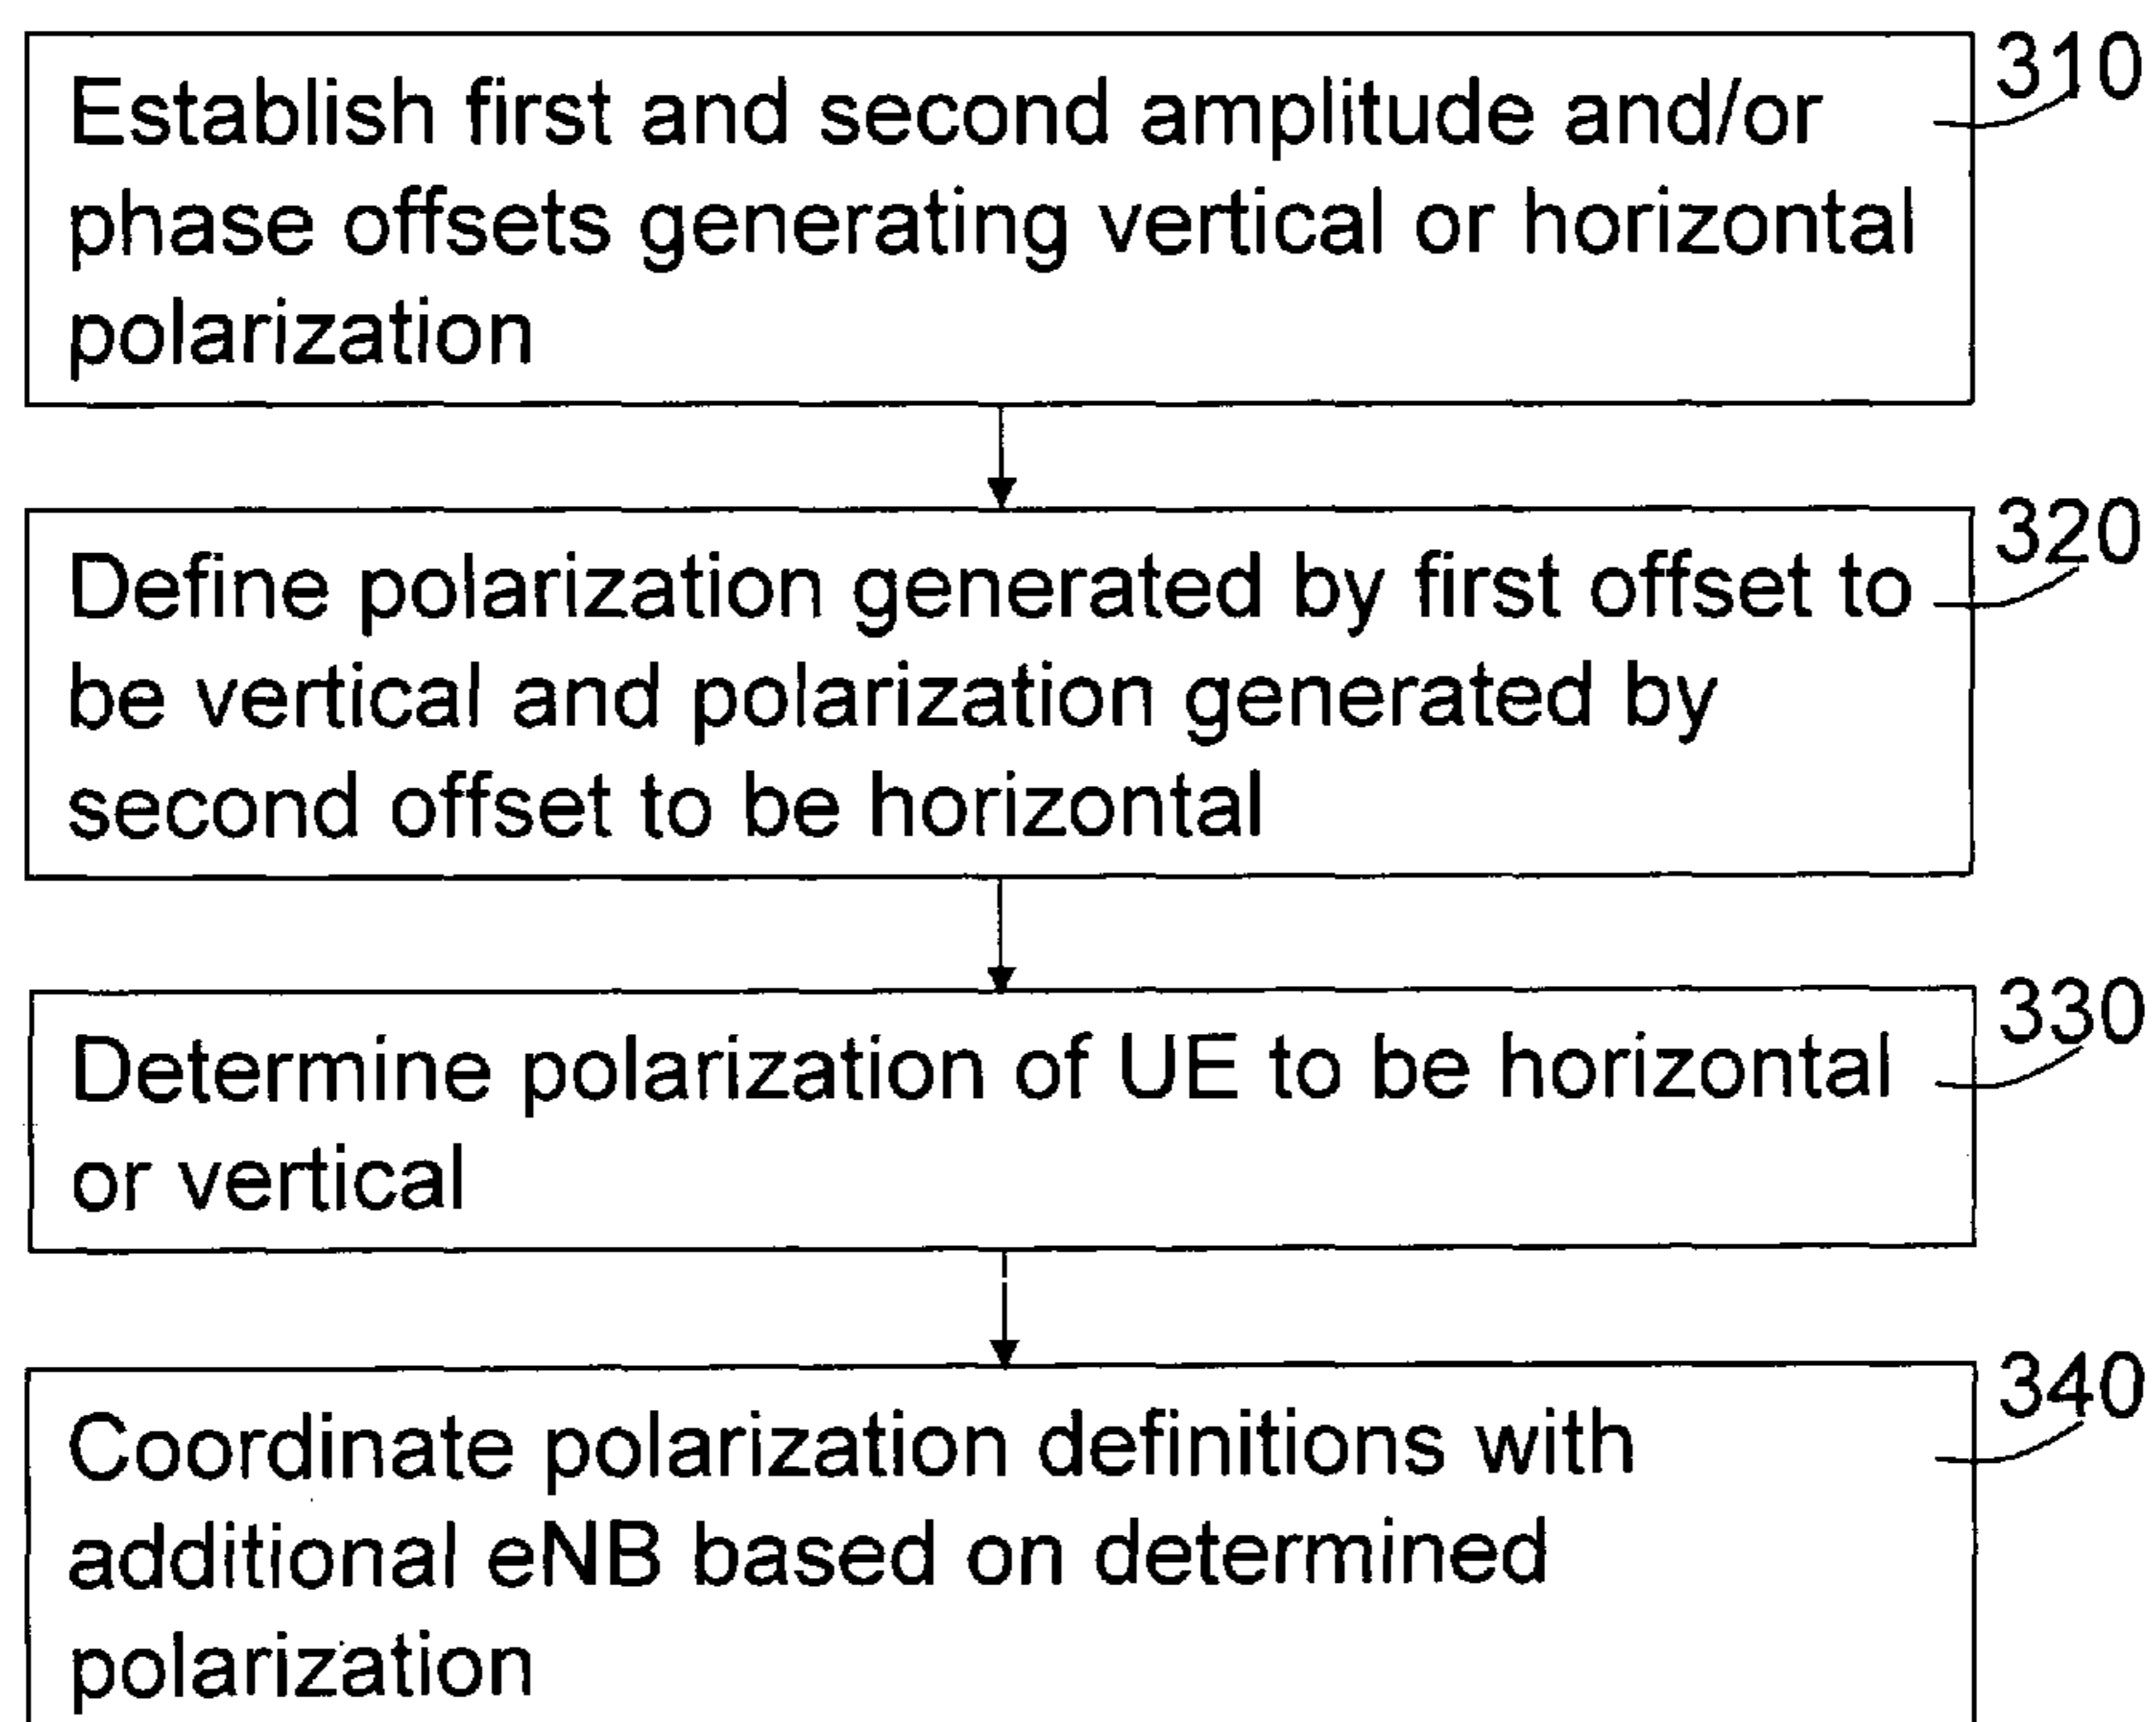 310
Establish first and second amplitude and/or
phase offsets generating vertical or horizontal
polarization
320
Define polarization generated by first offset to
be vertical and polarization generated by
second offset to be horizontal
330
Determine polarization of UE to be horizontal
or vertical
340
Coordinate polarization definitions with
additional eNB based on determined
polarization